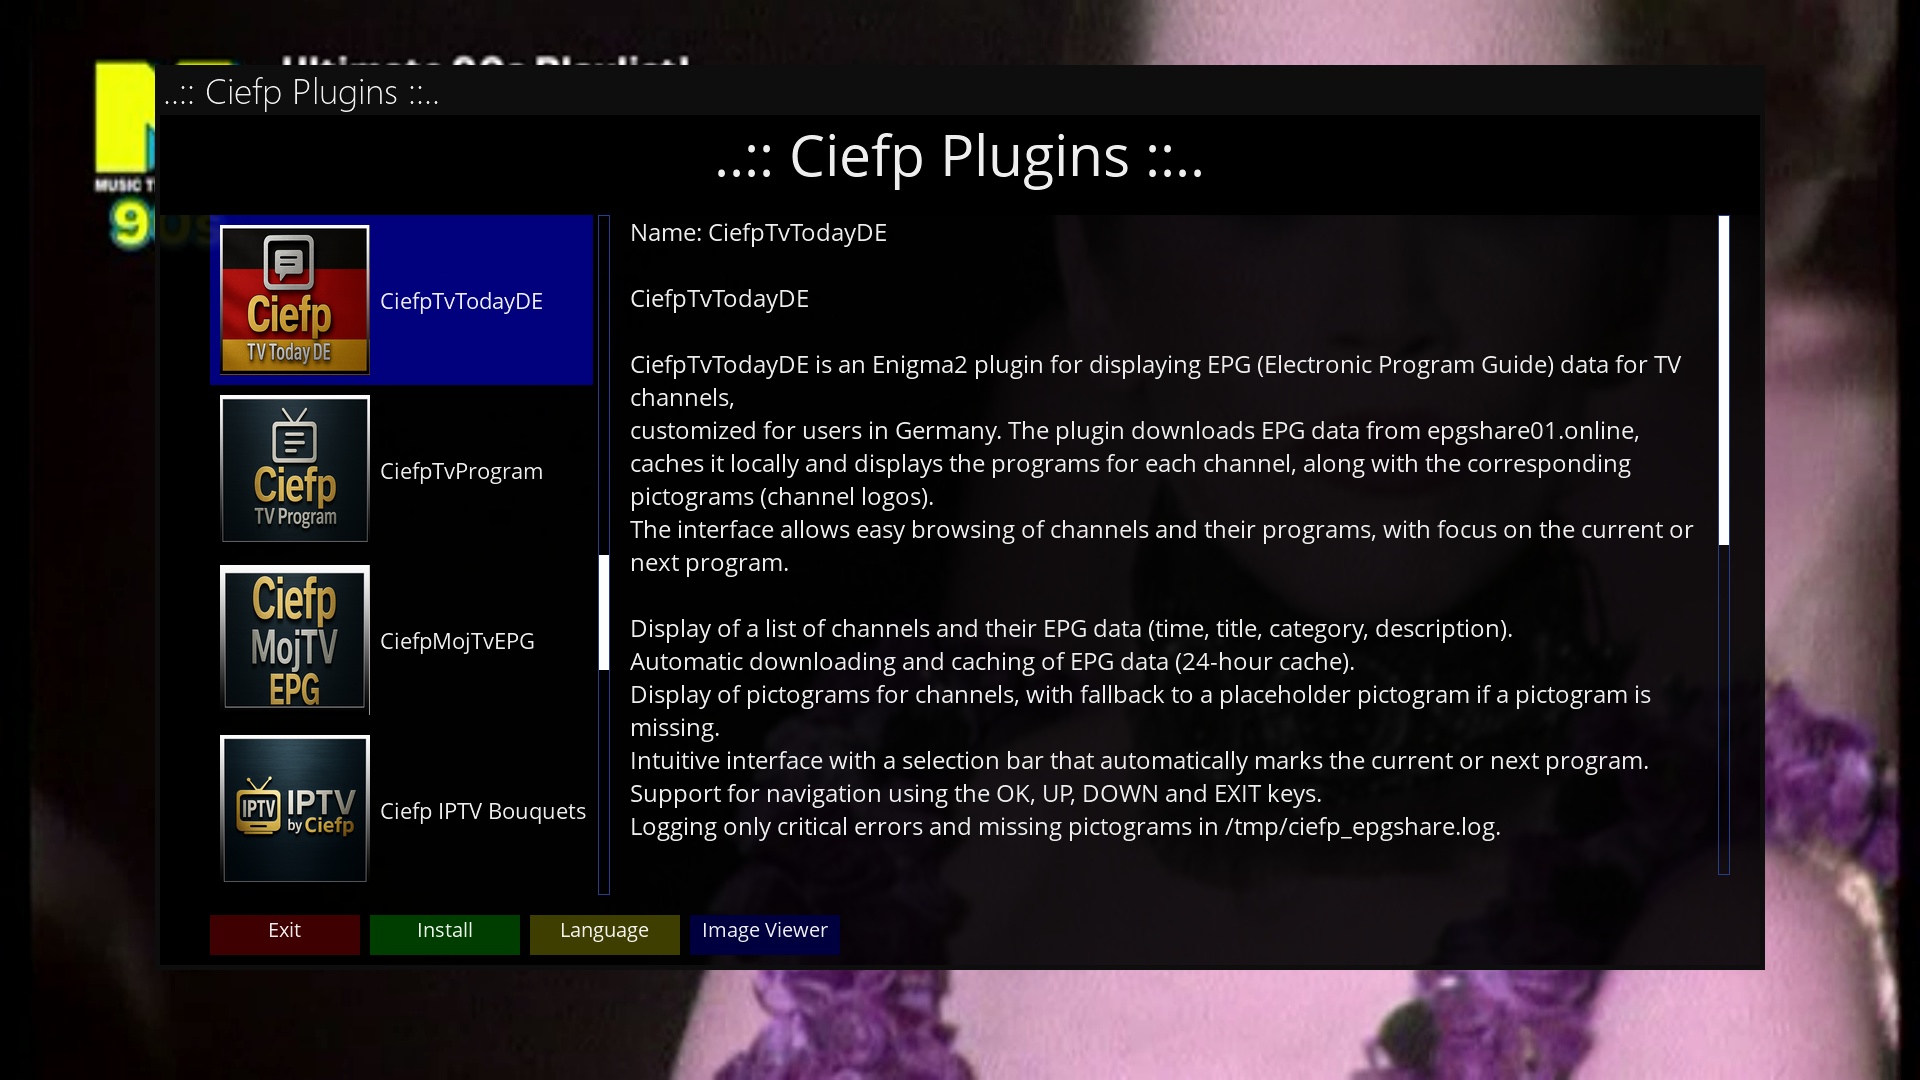 Ultimate 90s Playlist!
..:: Ciefp Plugins ::..
MUSIC T
90s
..:: Ciefp Plugins ::..
Ciefp
TV Today DE
CiefpTvTodayDE
Ciefp
TV Program
CiefpTvProgram
Ciefp
MojTV
EPG
CiefpMojTvEPG
IPTV
IPTV
by Ciefp
Ciefp IPTV Bouquets
Name: CiefpTvTodayDE
CiefpTvTodayDE
CiefpTvTodayDE is an Enigma2 plugin for displaying EPG (Electronic Program Guide) data for TV
channels,
customized for users in Germany. The plugin downloads EPG data from epgshare01.online,
caches it locally and displays the programs for each channel, along with the corresponding
pictograms (channel logos).
The interface allows easy browsing of channels and their programs, with focus on the current or
next program.
Display of a list of channels and their EPG data (time, title, category, description).
Automatic downloading and caching of EPG data (24-hour cache).
Display of pictograms for channels, with fallback to a placeholder pictogram if a pictogram is
missing.
Intuitive interface with a selection bar that automatically marks the current or next program.
Support for navigation using the OK, UP, DOWN and EXIT keys.
Logging only critical errors and missing pictograms in /tmp/ciefp_epgshare.log.
Exit
Install
Language
Image Viewer